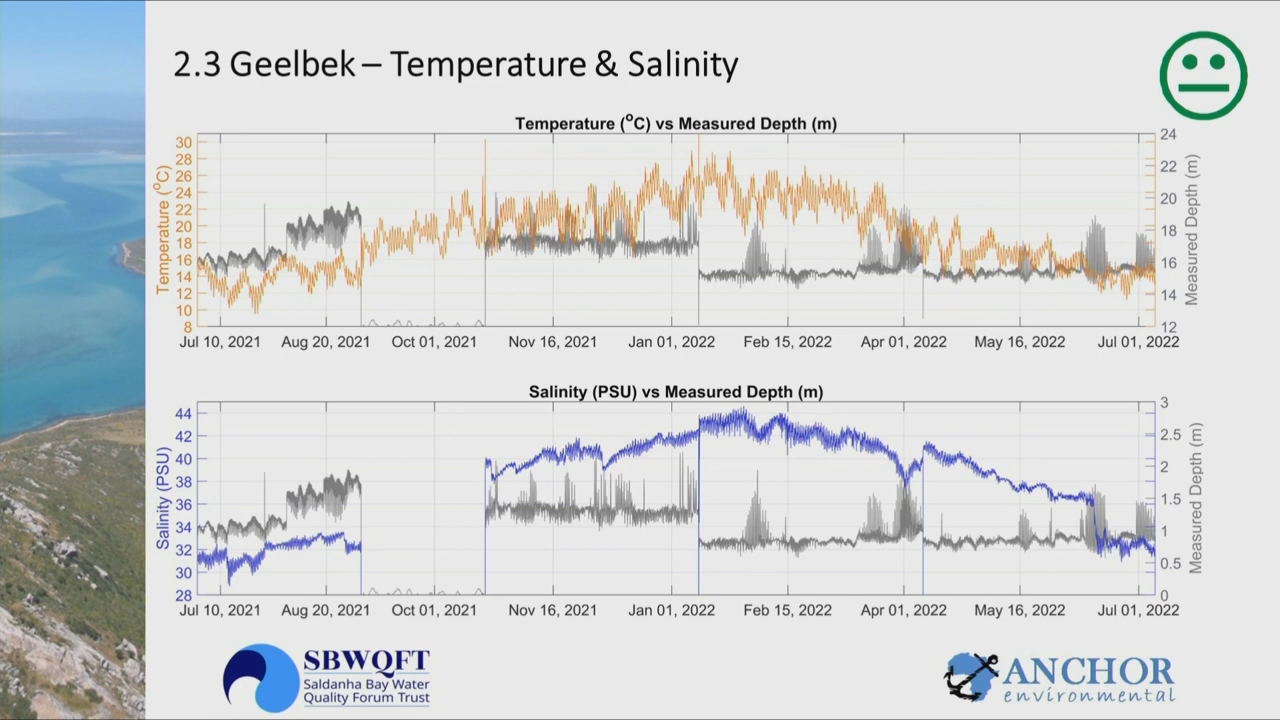 2.3 Geelbek – Temperature & Salinity
Temperature (°C) vs Measured Depth (m)
Temperature (°C)
30
28
26
24
22
20
18
16
14
12
10
8
24
22
20
18
16
14
12
Measured Depth (m)
Jul 10, 2021 Aug 20, 2021 Oct 01, 2021 Nov 16, 2021 Jan 01, 2022 Feb 15, 2022 Apr 01, 2022 May 16, 2022 Jul 01, 2022
Salinity (PSU) vs Measured Depth (m)
Salinity (PSU)
44
42
40
38
36
34
32
30
28
3
2.5
2
1.5
1
0.5
0
Measured Depth (m)
Jul 10, 2021 Aug 20, 2021 Oct 01, 2021 Nov 16, 2021 Jan 01, 2022 Feb 15, 2022 Apr 01, 2022 May 16, 2022 Jul 01, 2022
SBWQFT
Saldanha Bay Water
Quality Forum Trust
ANCHOR
environmental